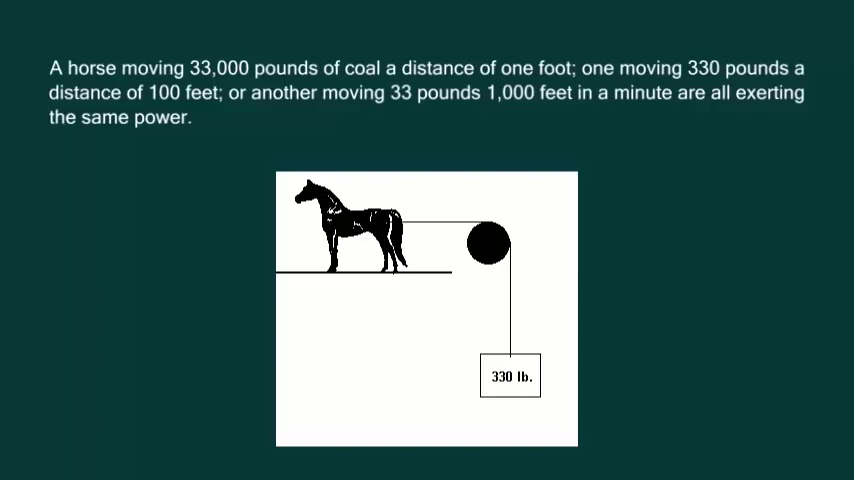 A horse moving 33,000 pounds of coal a distance of one foot; one moving 330 pounds a
distance of 100 feet; or another moving 33 pounds 1,000 feet in a minute are all exerting
the same power.
330 lb.